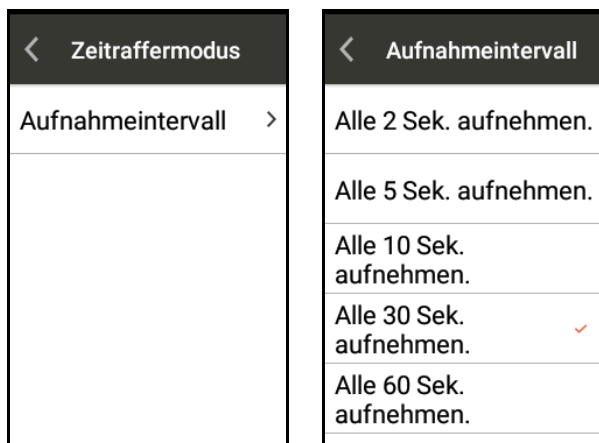 Zeitraffermodus
Aufnahmeintervall
Aufnahmeintervall
Alle 2 Sek. aufnehmen.
Alle 5 Sek. aufnehmen.
Alle 10 Sek.
aufnehmen.
Alle 30 Sek.
aufnehmen.
Alle 60 Sek.
aufnehmen.